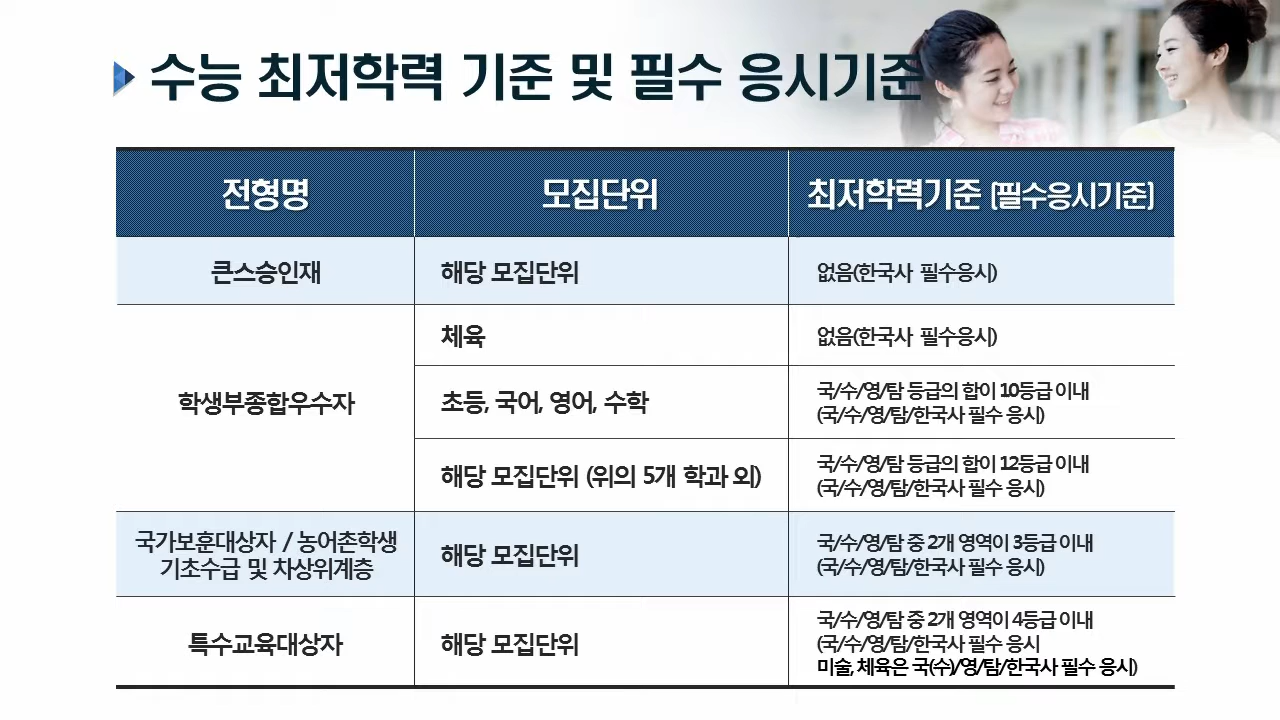 수능 최저학력 기준 및 필수 응시기준
전형명
모집단위
최저학력기준 (필수응시기준)
큰스승인재
해당 모집단위
없음(한국사 필수응시)
학생부종합우수자
체육
없음(한국사 필수응시)
초등, 국어, 영어, 수학
국/수/영/탐 등급의 합이 10등급 이내
(국/수/영/탐/한국사 필수 응시)
해당 모집단위 (위의 5개 학과 외)
국/수/영/탐 등급의 합이 12등급 이내
(국/수/영/탐/한국사 필수 응시)
국가보훈대상자 / 농어촌학생
기초수급 및 차상위계층
해당 모집단위
국/수/영/탐 중 2개 영역이 3등급 이내
(국/수/영/탐/한국사 필수 응시)
특수교육대상자
해당 모집단위
국/수/영/탐 중 2개 영역이 4등급 이내
(국/수/영/탐/한국사 필수 응시
미술, 체육은 국(수)/영/탐/한국사 필수 응시)